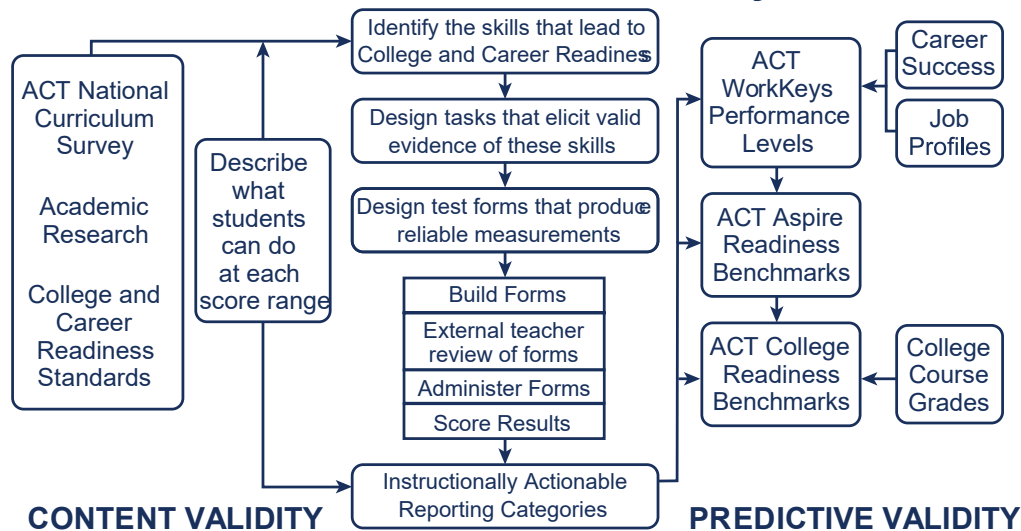 ACT National
Curriculum
Survey
Academic
Research
College and
Career
Readiness
Standards
Describe
what
students
can do
at each
score range
Identify the skills that lead to
College and Career Readiness
Design tasks that elicit valid
evidence of these skills
Design test forms that produce
reliable measurements
Build Forms
External teacher
review of forms
Administer Forms
Score Results
Instructionally Actionable
Reporting Categories
ACT
WorkKeys
Performance
Levels
Career
Success
Job
Profiles
ACT Aspire
Readiness
Benchmarks
ACT College
Readiness
Benchmarks
College
Course
Grades
CONTENT VALIDITY
PREDICTIVE VALIDITY